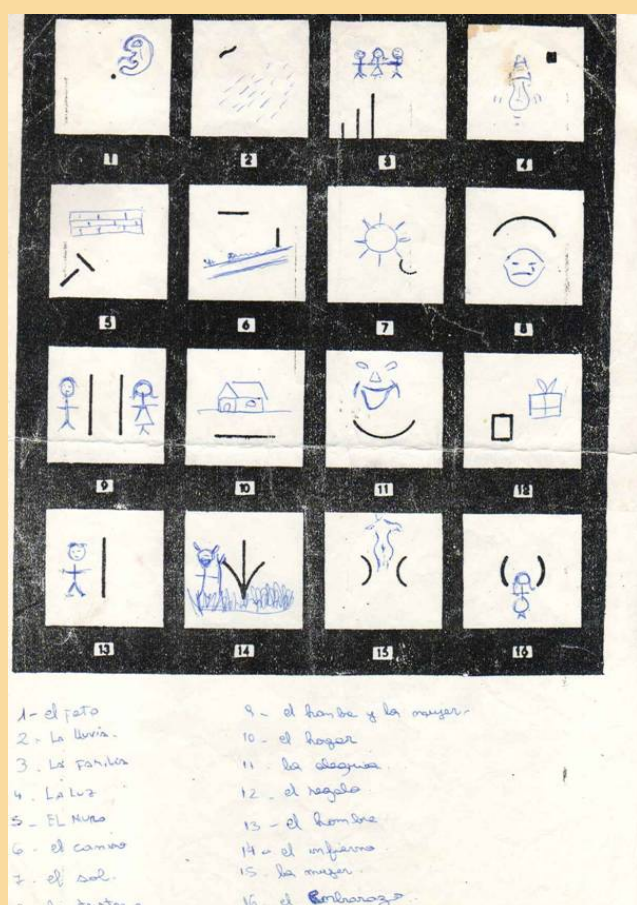 1
2
3
4
5
6
7
8
9
10
11
12
13
14
15
16
1- el feto
2- La lluvia.
3. La Familia
4. La Luz
5- EL Muro
6- el camino
7- el sol.
9- el hombre y la mujer.
10- el hogar
11- la alegria
12- el regalo
13- el hombre
14- el infierno
15. la mujer.
16. el Embarazo.